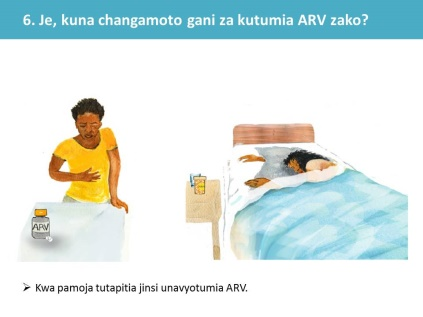 6. Je, kuna changamoto gani za kutumia ARV zako?
ARV
Kwa pamoja tutapitia jinsi unavyotumia ARV.